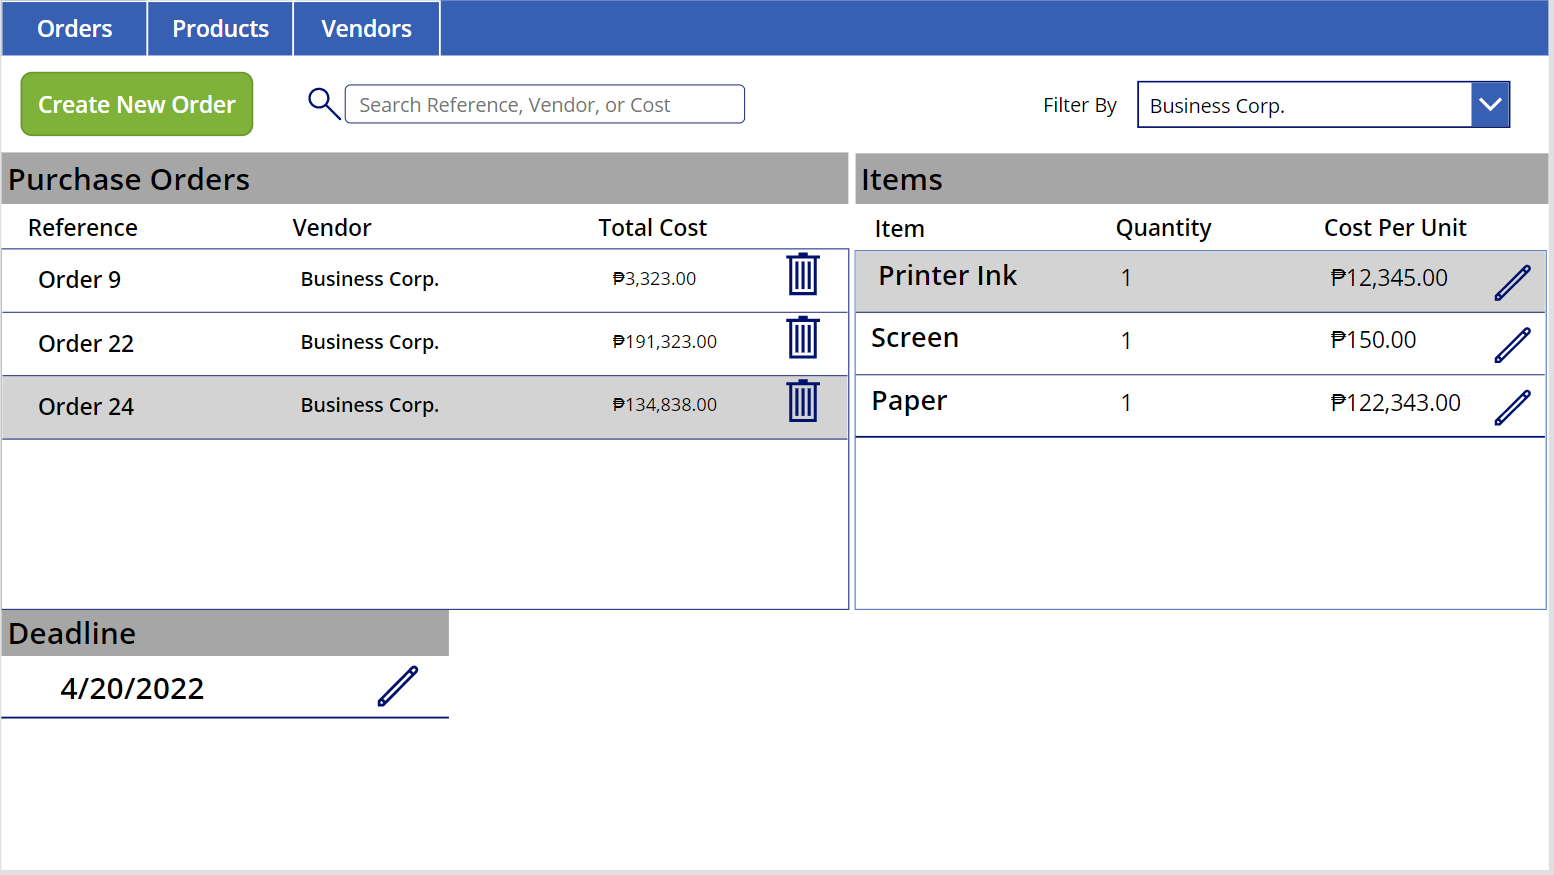 Orders Products Vendors
Create New Order Search Reference, Vendor, or Cost Filter By Business Corp.
Purchase Orders
Reference Vendor Total Cost
Order 9 Business Corp. ₱3,323.00
Order 22 Business Corp. ₱191,323.00
Order 24 Business Corp. ₱134,838.00
Items
Item Quantity Cost Per Unit
Printer Ink 1 ₱12,345.00
Screen 1 ₱150.00
Paper 1 ₱122,343.00
Deadline
4/20/2022